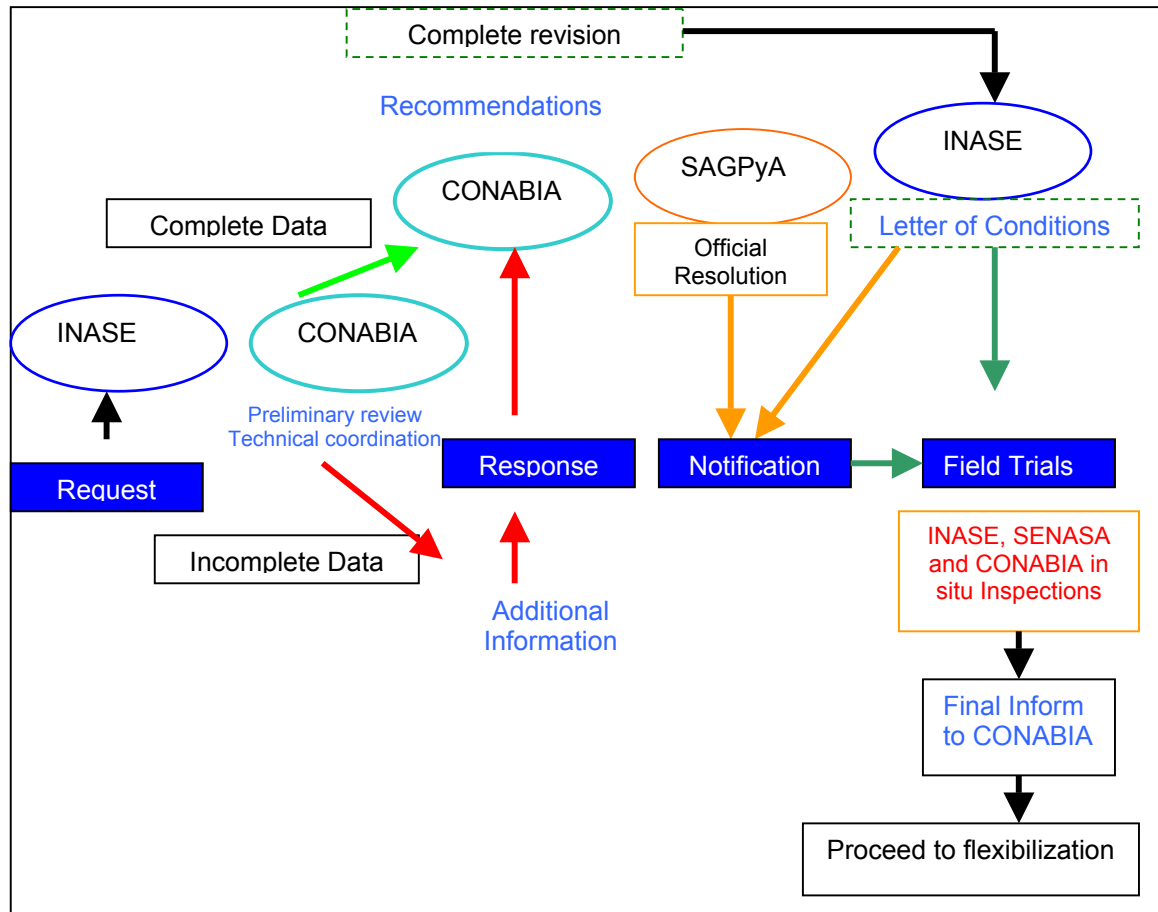 Complete revision
Recommendations
INASE
SAGPyA
CONABIA
Complete Data
Letter of Conditions
Official
Resolution
INASE
CONABIA
Preliminary review
Technical coordination
Response
Notification
Field Trials
Request
Incomplete Data
INASE, SENASA
and CONABIA in
situ Inspections
Additional
Information
Final Inform
to CONABIA
Proceed to flexibilization